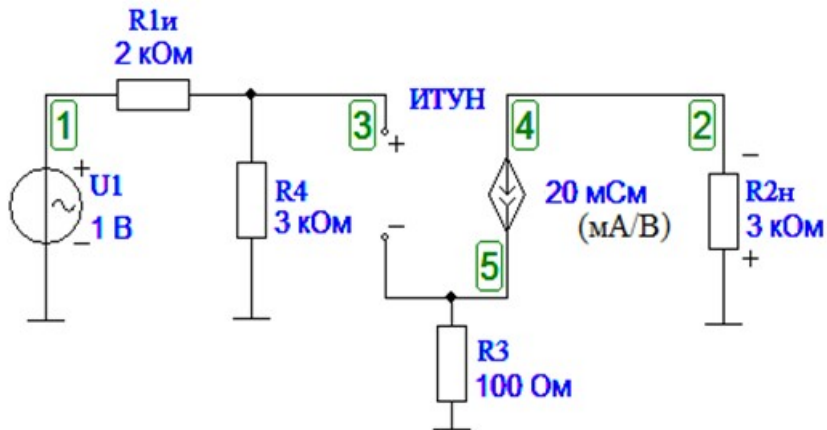 R1и
2 кОм
1
3
ИТУН
4
2
+
+
−
+
U1
R4
20 мСм
R2н
1 В
3 кОм
−
(мА/В)
3 кОм
−
5
+
R3
100 Ом